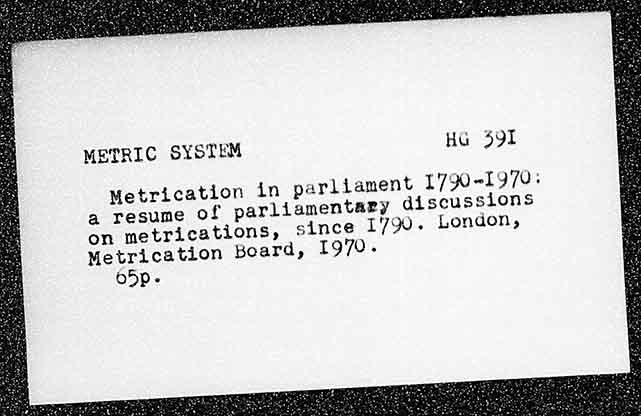 METRIC SYSTEM HG 39I
Metrication in parliament I790-I970:
a resume of parliamentary discussions
on metrications, since I790. London,
Metrication Board, I970.
65p.